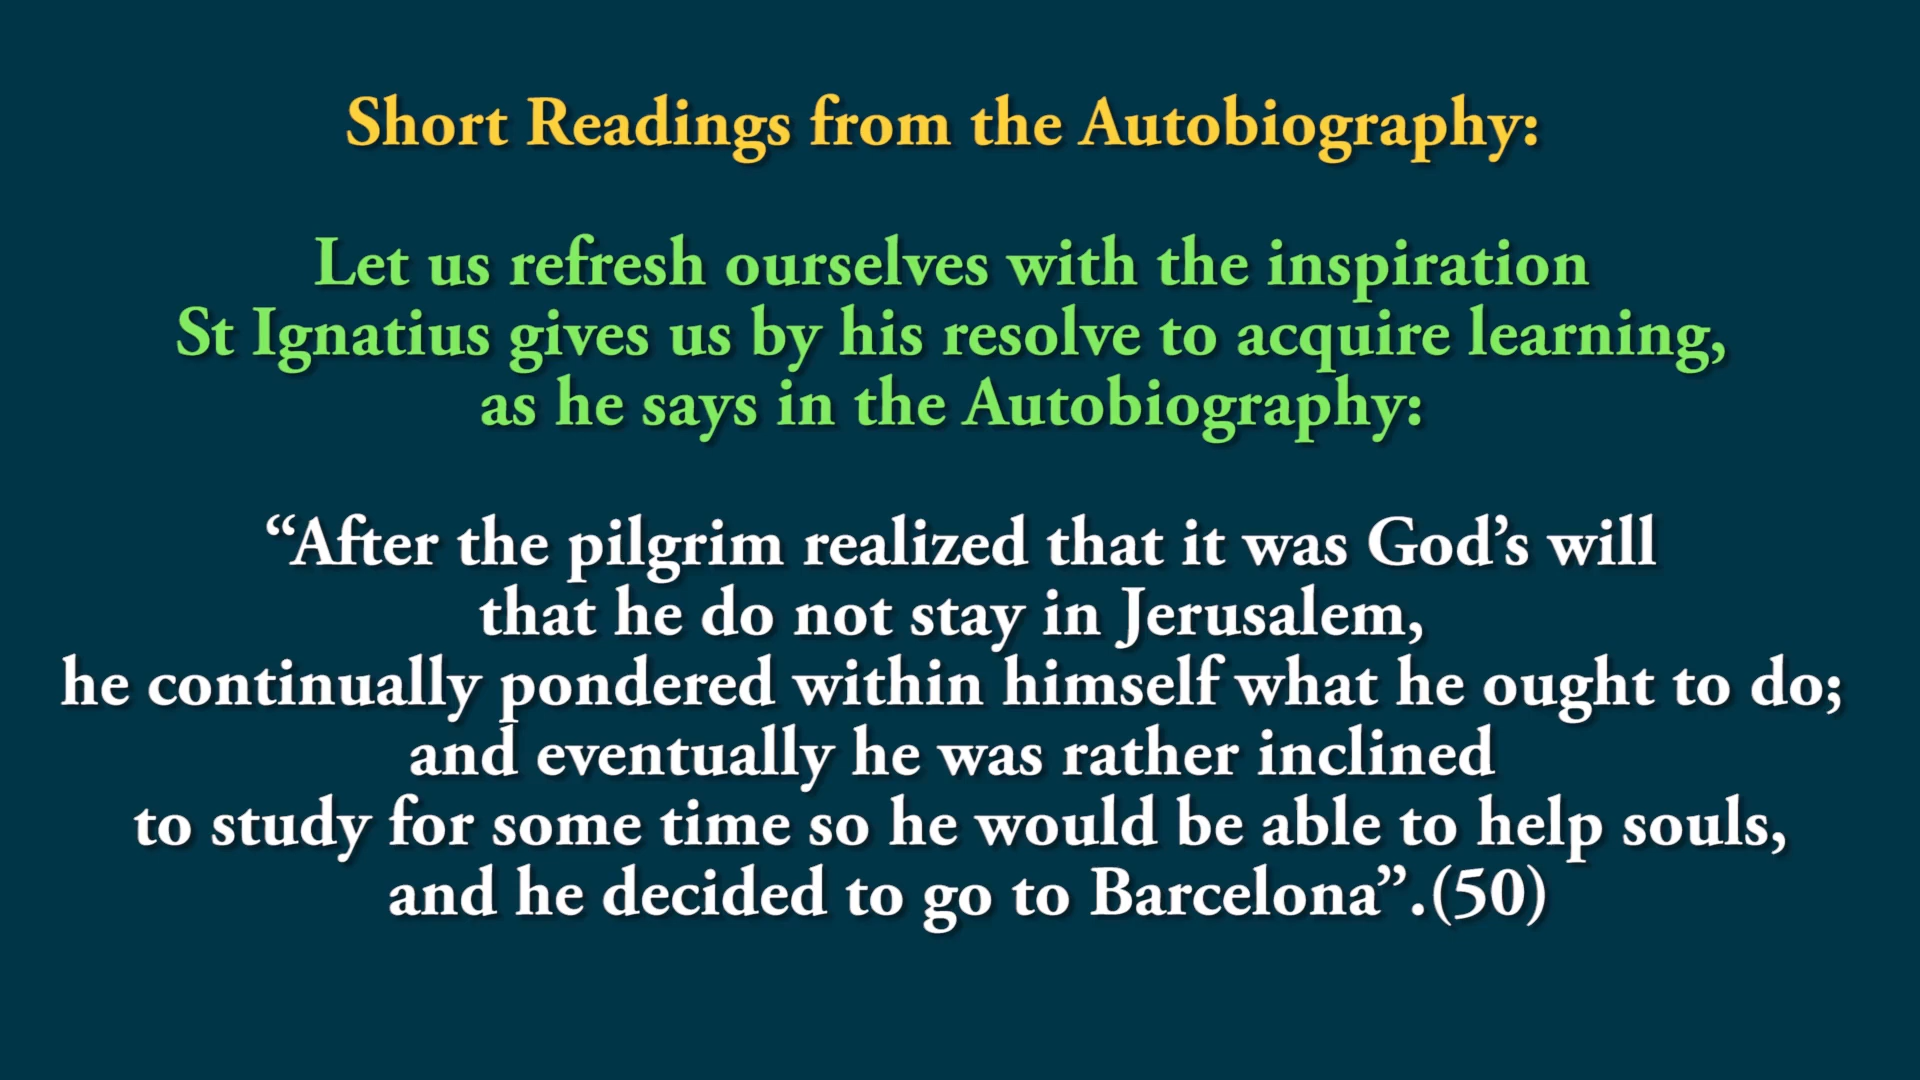 Short Readings from the Autobiography:
Let us refresh ourselves with the inspiration
St Ignatius gives us by his resolve to acquire learning,
as he says in the Autobiography:
“After the pilgrim realized that it was God’s will
that he do not stay in Jerusalem,
he continually pondered within himself what he ought to do;
and eventually he was rather inclined
to study for some time so he would be able to help souls,
and he decided to go to Barcelona”.(50)